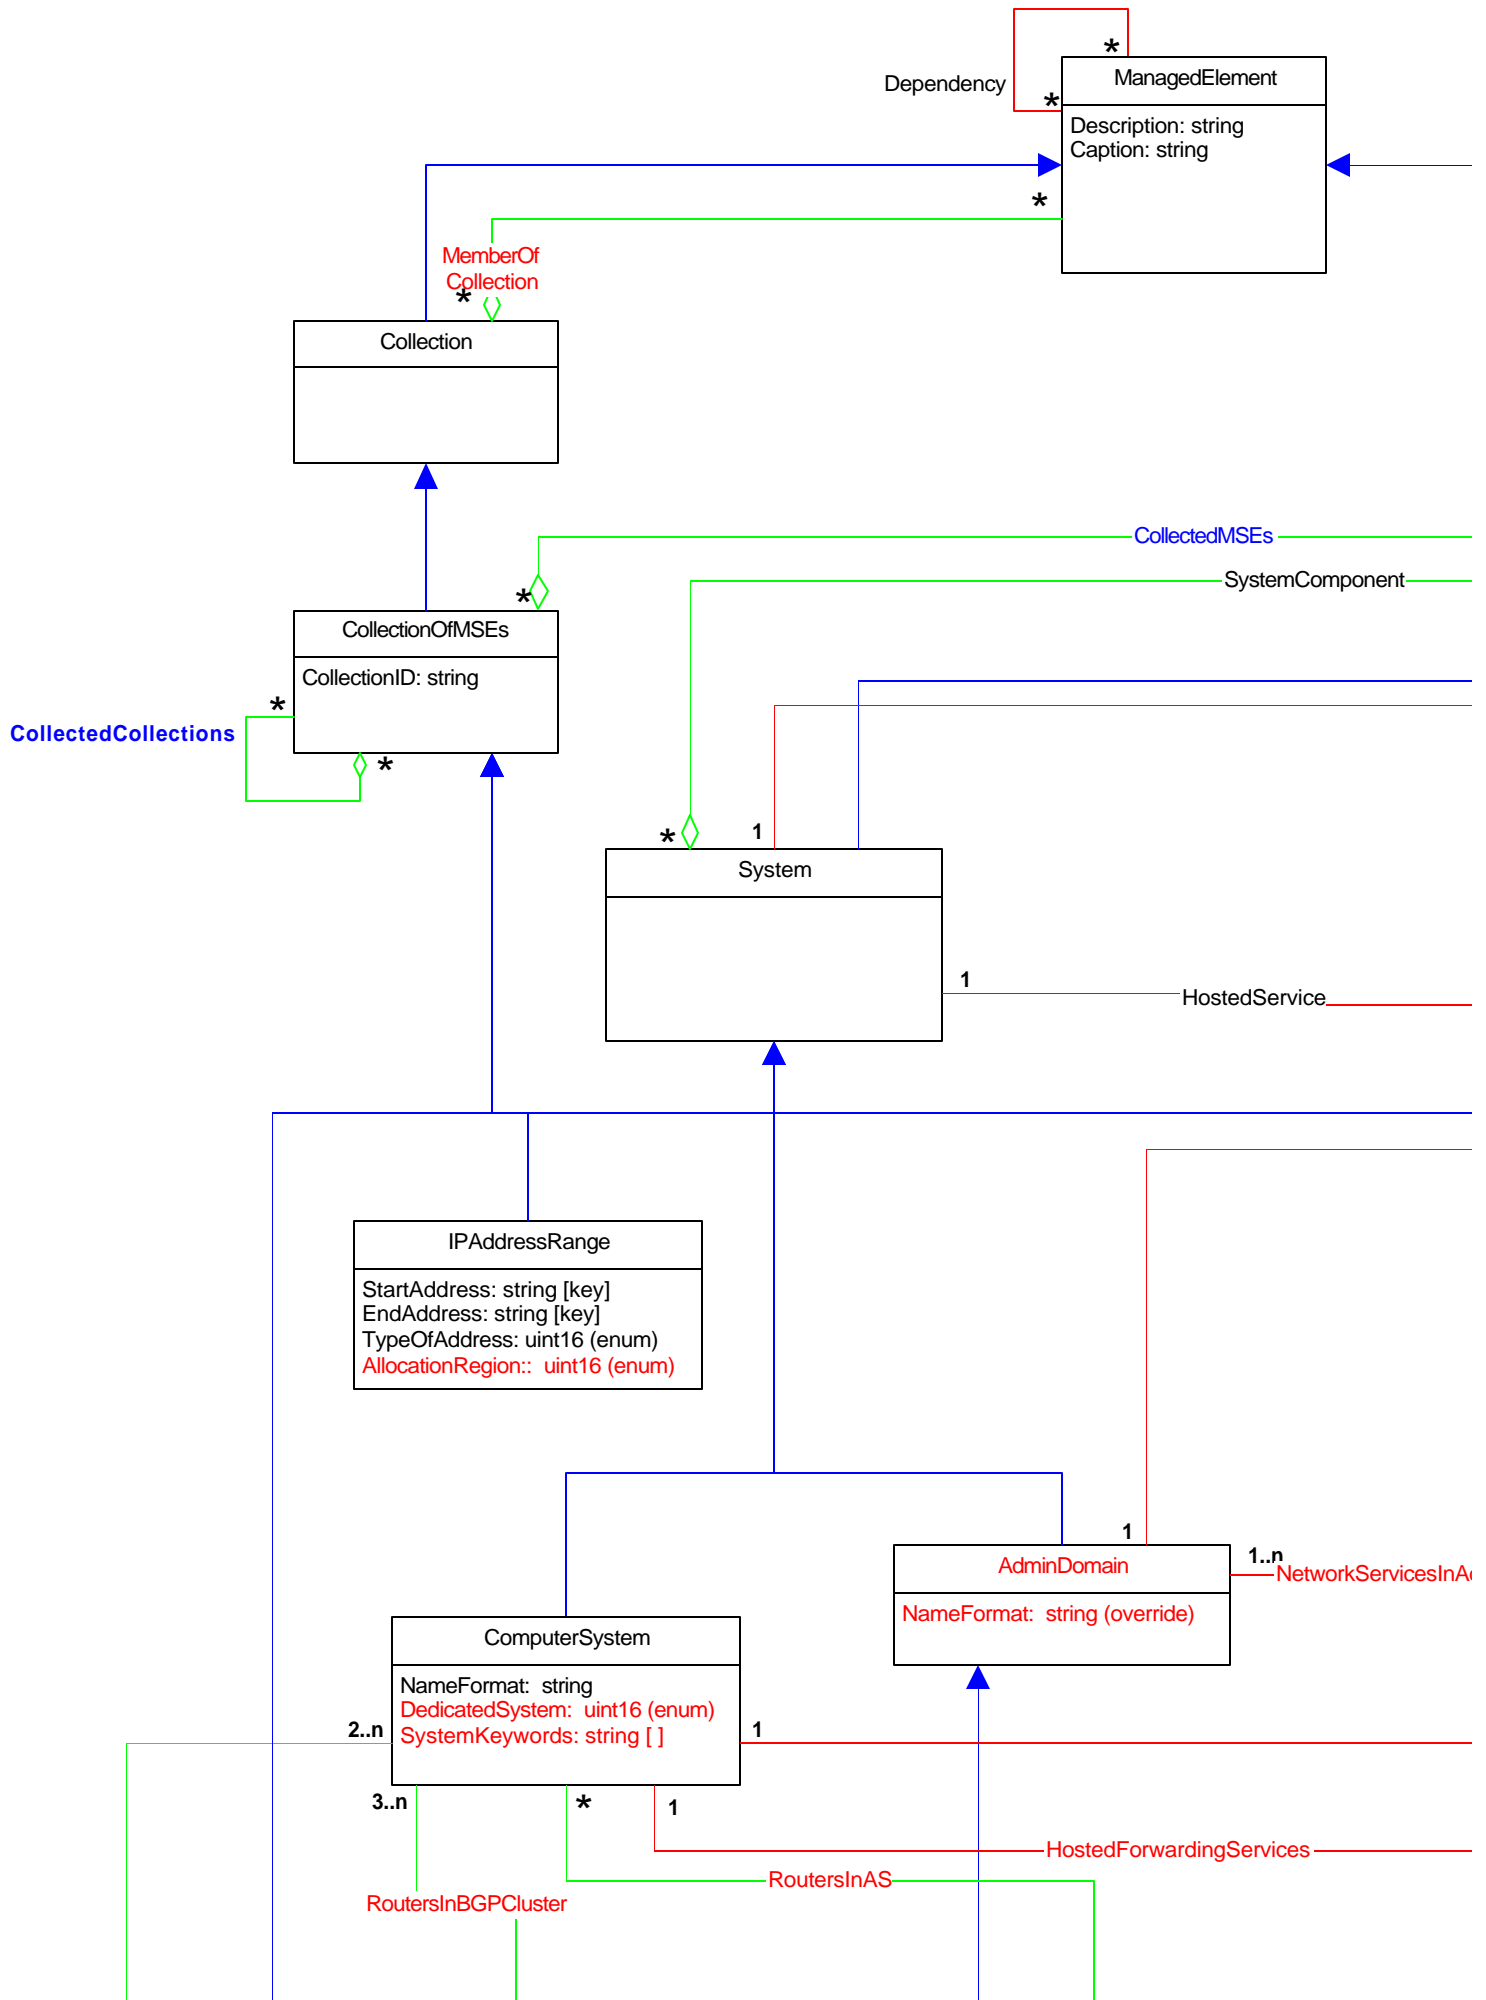 *
ManagedElement
Dependency
*
Description: string
Caption: string
*
MemberOf
Collection
*
Collection
CollectedMSEs
SystemComponent
*
CollectionOfMSEs
CollectionID: string
*
CollectedCollections
*
*
1
System
1
HostedService
IPAddressRange
StartAddress: string [key]
EndAddress: string [key]
TypeOfAddress: uint16 (enum)
AllocationRegion:: uint16 (enum)
1
1..n
AdminDomain
NetworkServicesInAd
NameFormat: string (override)
ComputerSystem
NameFormat: string
DedicatedSystem: uint16 (enum)
SystemKeywords: string [ ]
2..n
1
3..n
*
1
HostedForwardingServices
RoutersInAS
RoutersInBGPCluster